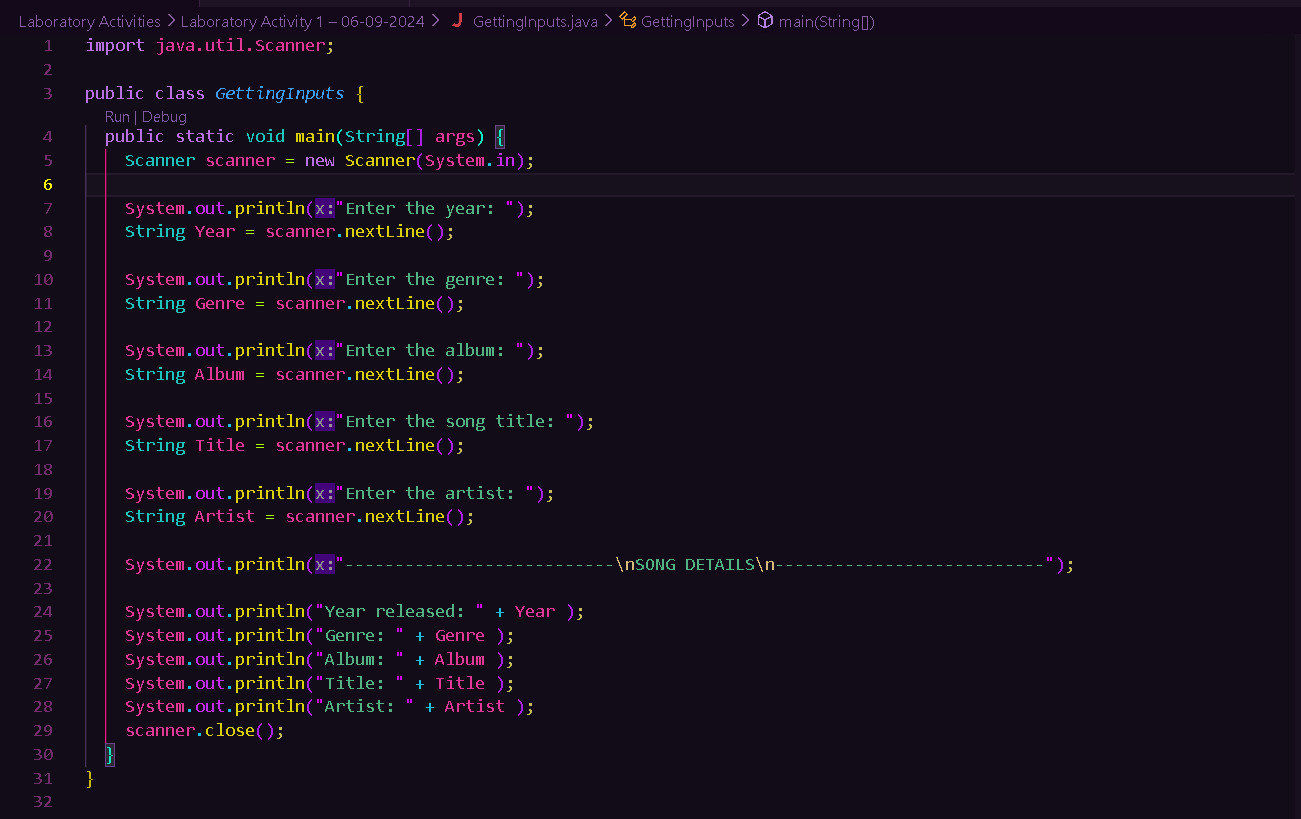 Laboratory Activities > Laboratory Activity 1 – 06-09-2024 > J GettingInputs.java > GettingInputs > main(String[])
1 import java.util.Scanner;
2
3 public class GettingInputs {
Run | Debug
4 public static void main(String[] args) {
5 Scanner scanner = new Scanner(System.in);
6
7 System.out.println(x:"Enter the year: ");
8 String Year = scanner.nextLine();
9
10 System.out.println(x:"Enter the genre: ");
11 String Genre = scanner.nextLine();
12
13 System.out.println(x:"Enter the album: ");
14 String Album = scanner.nextLine();
15
16 System.out.println(x:"Enter the song title: ");
17 String Title = scanner.nextLine();
18
19 System.out.println(x:"Enter the artist: ");
20 String Artist = scanner.nextLine();
21
22 System.out.println(x:"---------------------------\nSONG DETAILS\n---------------------------");
23
24 System.out.println("Year released: " + Year );
25 System.out.println("Genre: " + Genre );
26 System.out.println("Album: " + Album );
27 System.out.println("Title: " + Title );
28 System.out.println("Artist: " + Artist );
29 scanner.close();
30 }
31 }
32